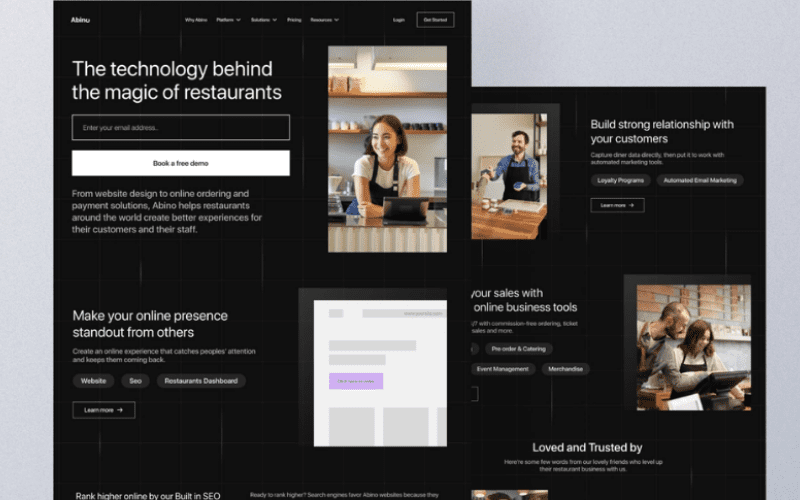 Abinu
Why Abino
Platform
Solutions
Pricing
Resources
Login
Get Started
The technology behind
the magic of restaurants
Enter your email address..
Book a free demo
From website design to online ordering and
payment solutions, Abino helps restaurants
around the world create better experiences for
their customers and their staff.
Make your online presence
standout from others
Create an online experience that catches peoples' attention
and keeps them coming back.
Website
Seo
Restaurants Dashboard
Learn more →
Rank higher online by our Built in SEO
Ready to rank higher? Search engines favor Abino websites because they
Build strong relationship with
your customers
Capture diner data directly, then put it to work with
automated marketing tools.
Loyalty Programs
Automated Email Marketing
Learn more →
your sales with
online business tools
with commission-free ordering, ticket
sales and more.
Pre order & Catering
Event Management
Merchandise
Loved and Trusted by
Here're some few words from our lovely friends who level up
their restaurant business with us.